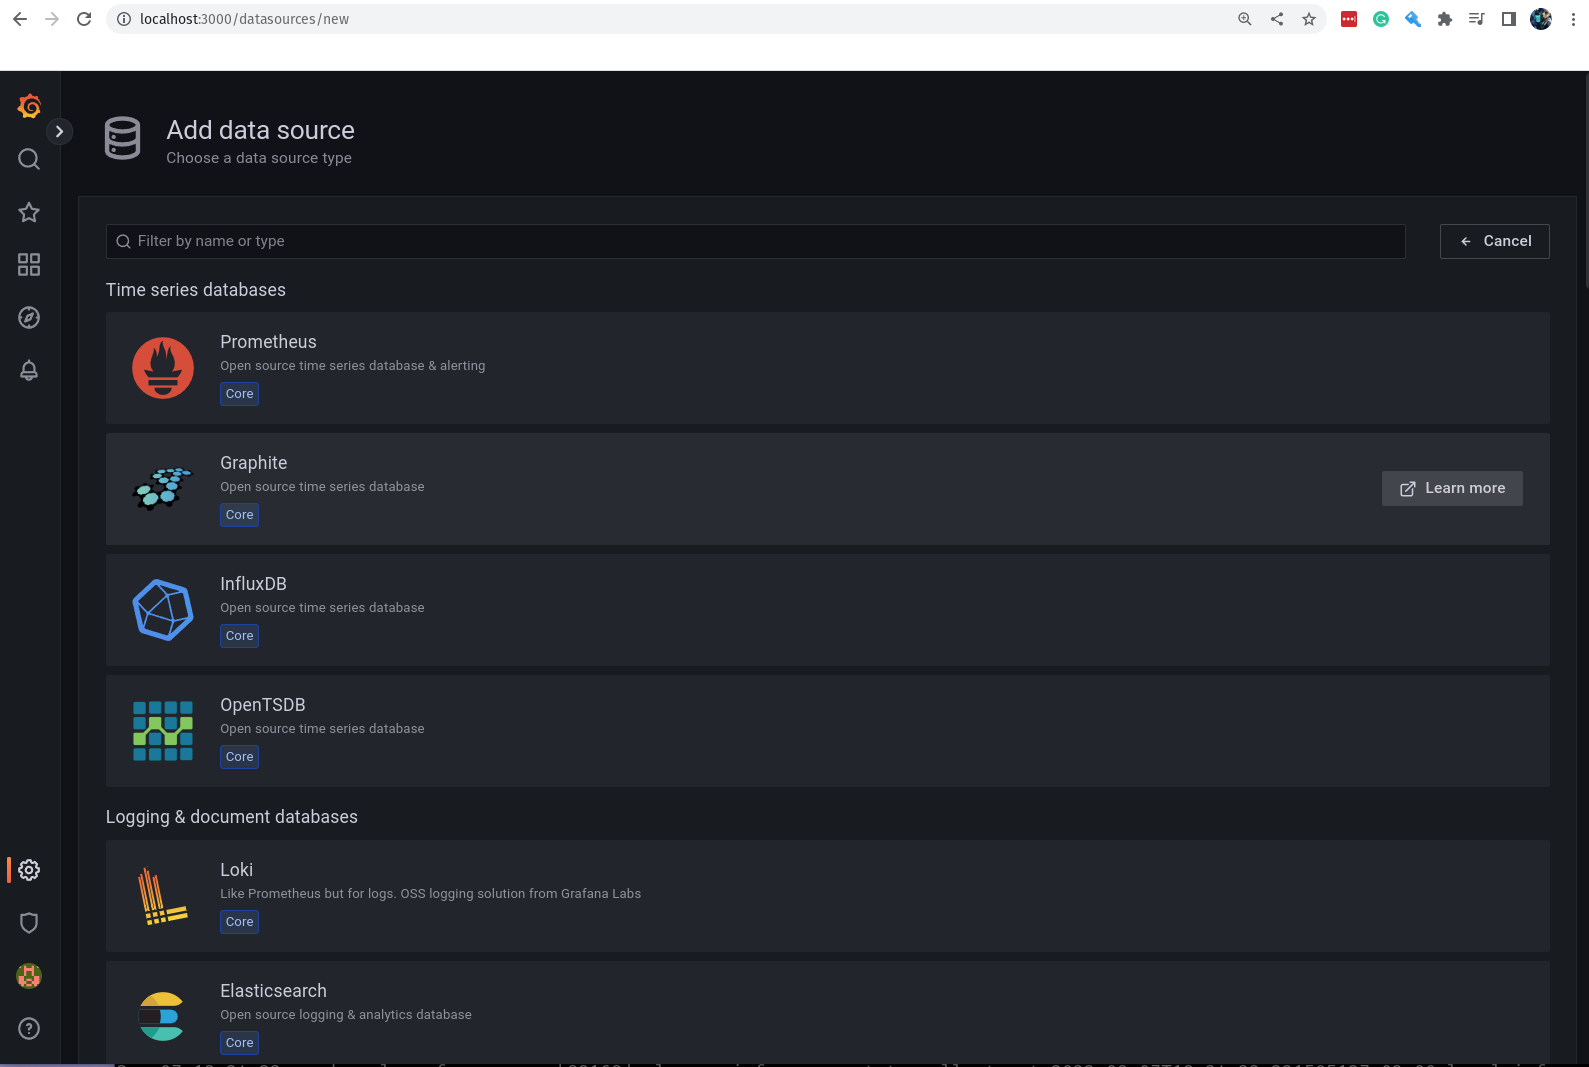 localhost:3000/datasources/new
Add data source
Choose a data source type
Filter by name or type
Cancel
Time series databases
Prometheus
Open source time series database & alerting
Core
Graphite
Open source time series database
Core
Learn more
InfluxDB
Open source time series database
Core
OpenTSDB
Open source time series database
Core
Logging & document databases
Loki
Like Prometheus but for logs. OSS logging solution from Grafana Labs
Core
Elasticsearch
Open source logging & analytics database
Core